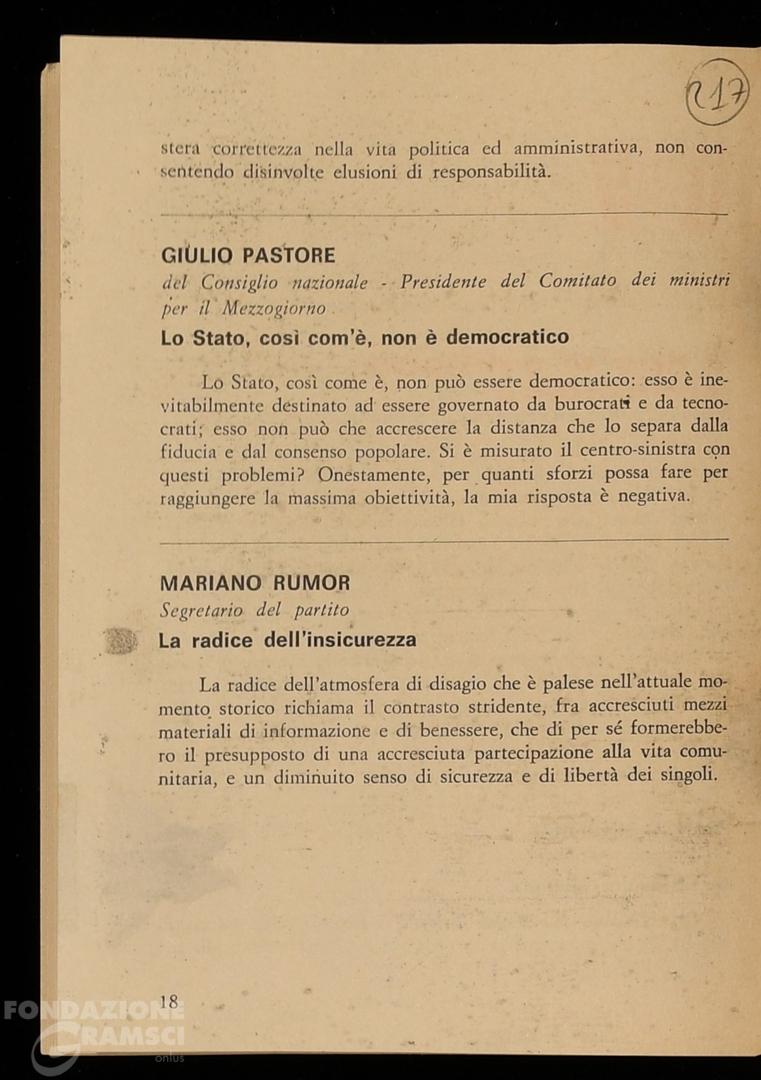 217
stera correttezza nella vita politica ed amministrativa, non con-
sentendo disinvolte elusioni di responsabilità.
GIULIO PASTORE
del Consiglio nazionale - Presidente del Comitato dei ministri
per il Mezzogiorno
Lo Stato, così com'è, non è democratico
Lo Stato, così come è, non può essere democratico: esso è ine-
vitabilmente destinato ad essere governato da burocrati e da tecno-
crati; esso non può che accrescere la distanza che lo separa dalla
fiducia e dal consenso popolare. Si è misurato il centro-sinistra con
questi problemi? Onestamente, per quanti sforzi possa fare per
raggiungere la massima obiettività, la mia risposta è negativa.
MARIANO RUMOR
Segretario del partito
La radice dell'insicurezza
La radice dell'atmosfera di disagio che è palese nell'attuale mo-
mento storico richiama il contrasto stridente, fra accresciuti mezzi
materiali di informazione e di benessere, che di per sé formerebbe-
ro il presupposto di una accresciuta partecipazione alla vita comu-
nitaria, e un diminuito senso di sicurezza e di libertà dei singoli.
18
FONDAZIONE
GRAMSCI
onlus